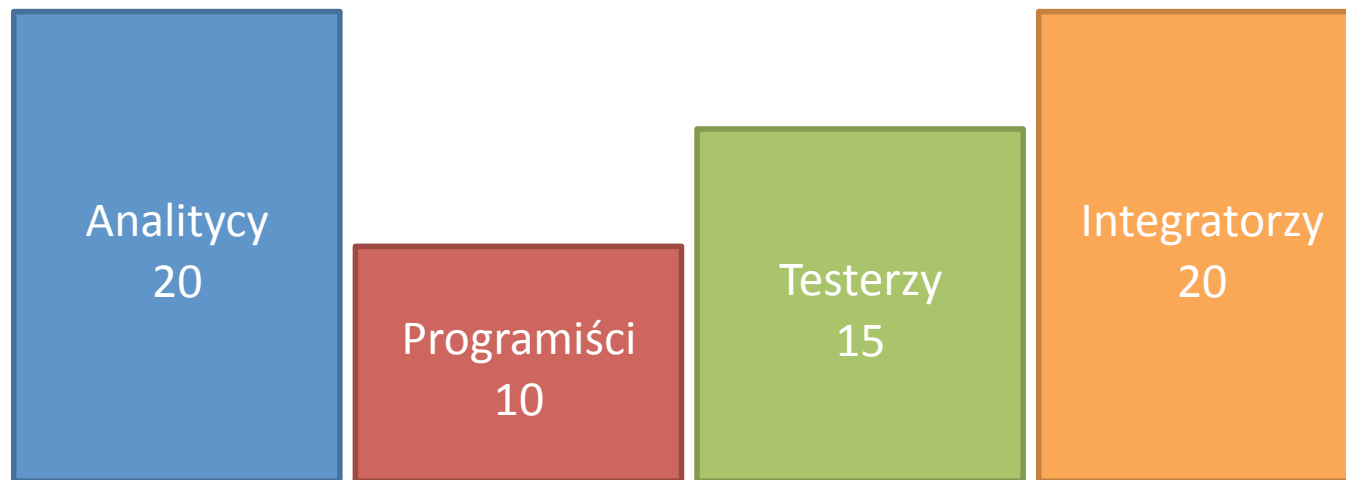 Analitycy
20
Programiści
10
Testerzy
15
Integratorzy
20